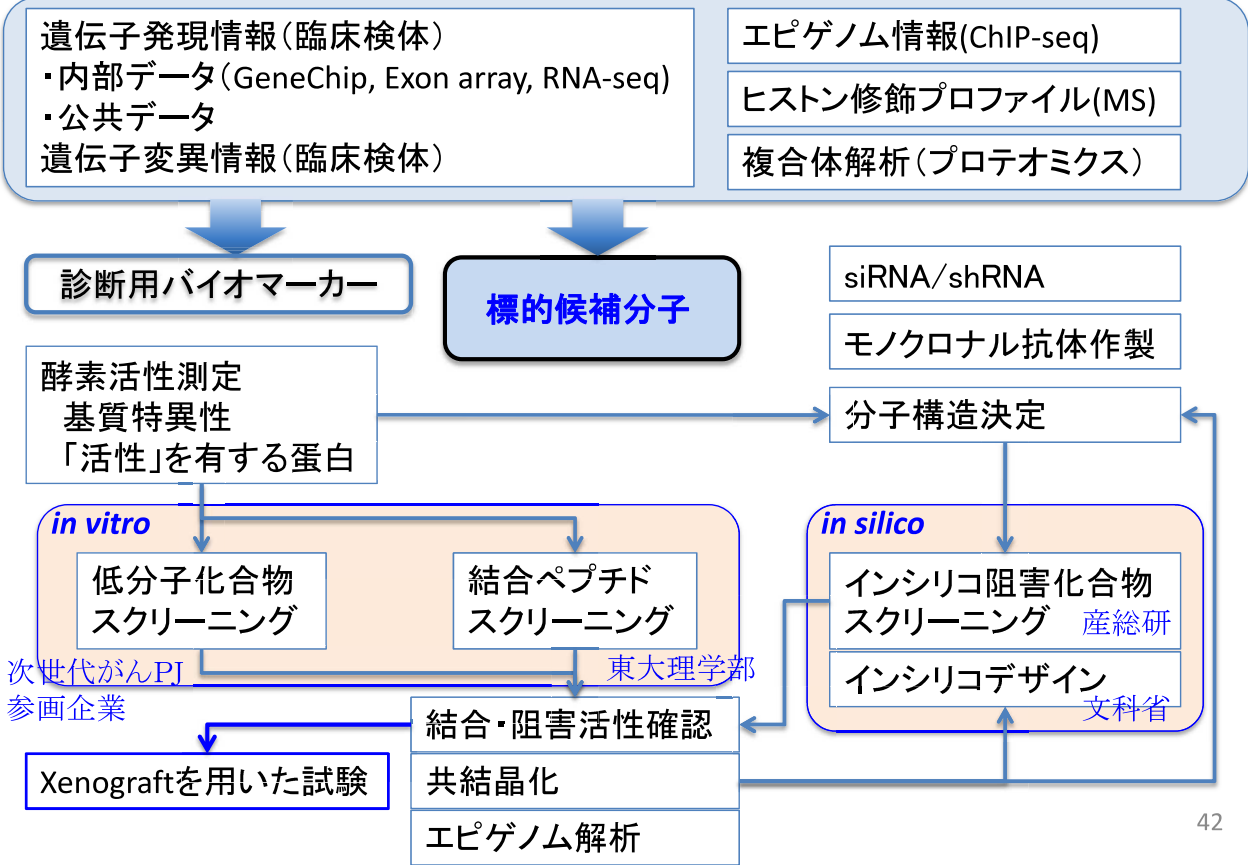 遺伝子発現情報（臨床検体）
・内部データ（GeneChip, Exon array, RNA-seq)
・公共データ
遺伝子変異情報（臨床検体）
エピゲノム情報(ChIP-seq)
ヒストン修飾プロファイル(MS)
複合体解析（プロテオミクス）
診断用バイオマーカー
標的候補分子
siRNA/shRNA
モノクロナル抗体作製
酵素活性測定
基質特異性
「活性」を有する蛋白
分子構造決定
in vitro
低分子化合物
スクリーニング
結合ペプチド
スクリーニング
次世代がんPJ
参画企業
東大理学部
in silico
インシリコ阻害化合物
スクリーニング 産総研
インシリコデザイン
文科省
結合・阻害活性確認
共結晶化
エピゲノム解析
Xenograftを用いた試験
42